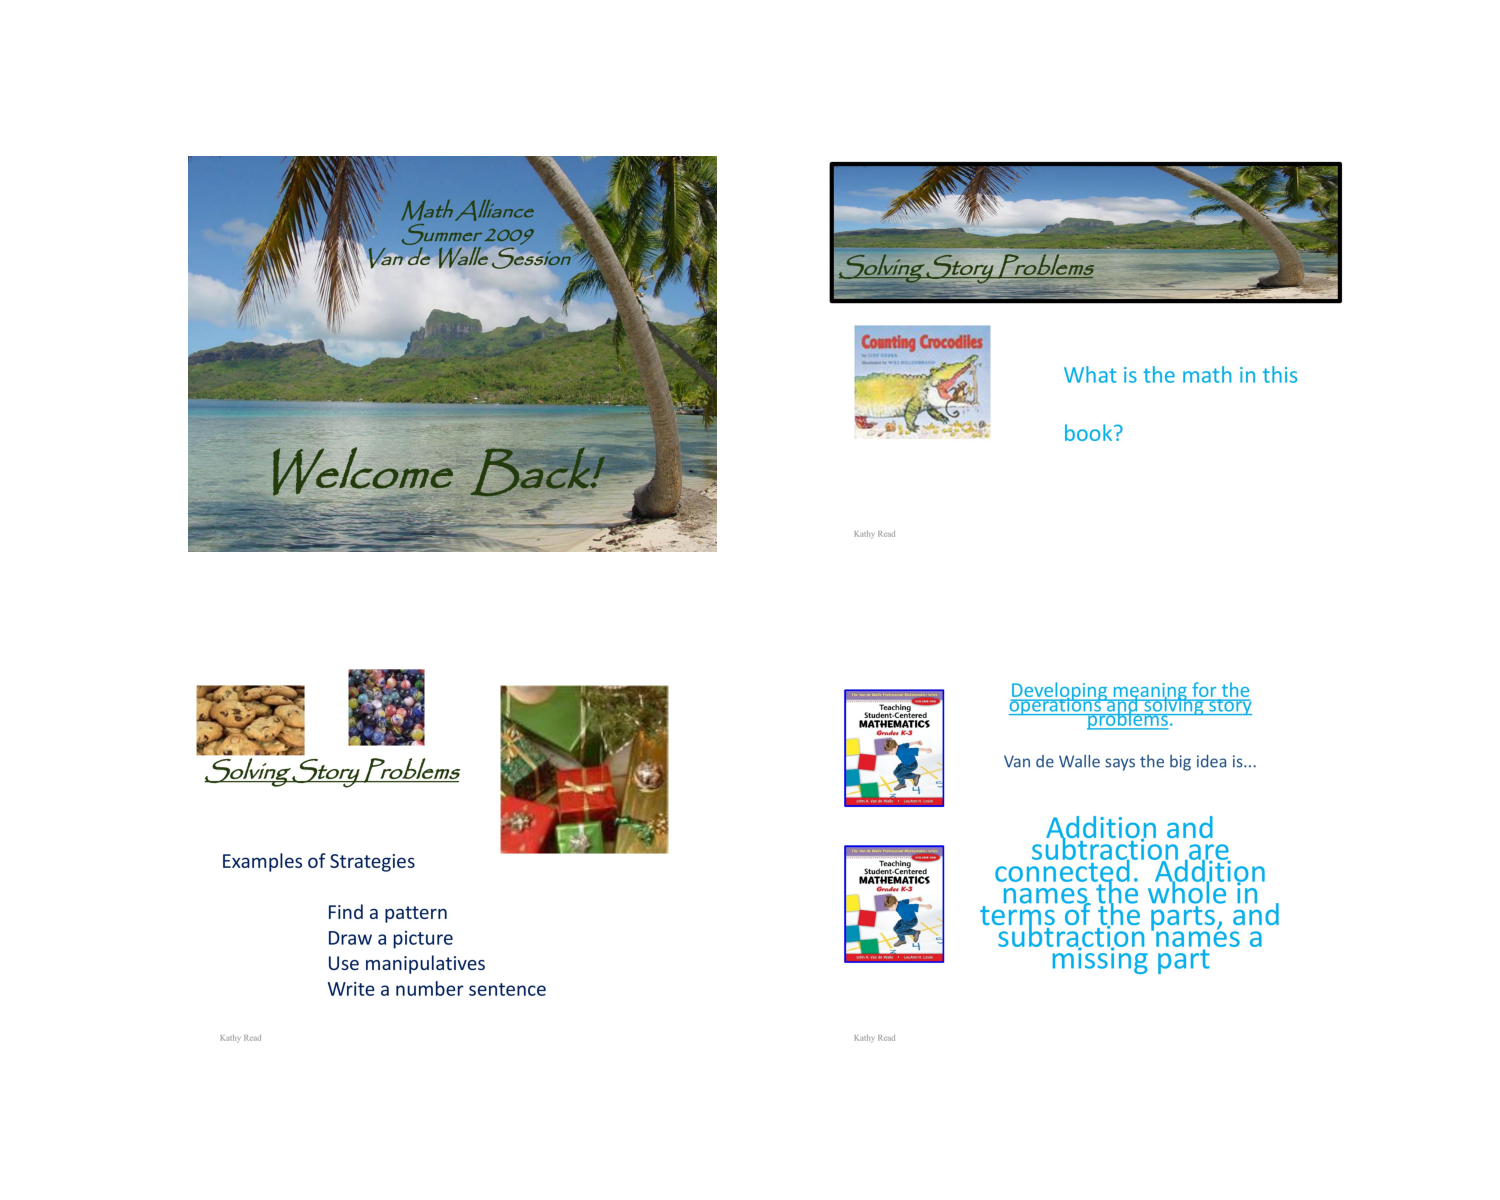 Math Alliance
Summer 2009
Van de Walle Session
Welcome Back!
Solving Story Problems
Counting Crocodiles
What is the math in this
book?
Kathy Read
Solving Story Problems
Examples of Strategies
Find a pattern
Draw a picture
Use manipulatives
Write a number sentence
Kathy Read
Teaching
Student-Centered
MATHEMATICS
Grades K-3
Teaching
Student-Centered
MATHEMATICS
Grades K-3
Developing meaning for the
operations and solving story
problems.
Van de Walle says the big idea is...
Addition and
subtraction are
connected.  Addition
names the whole in
terms of the parts, and
subtraction names a
missing part
Kathy Read